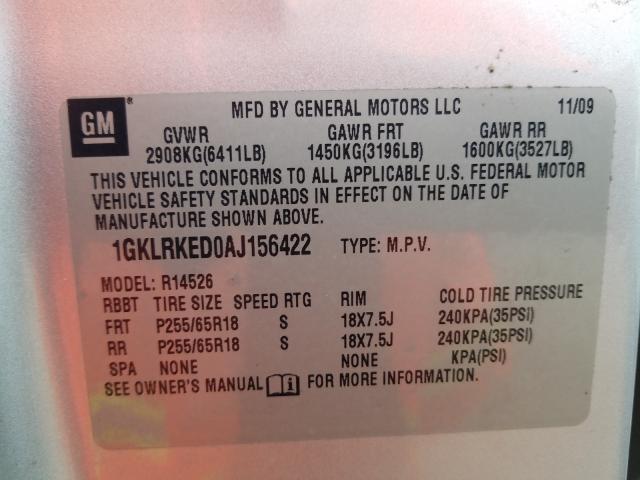 GM ® MFD BY GENERAL MOTORS LLC 11/09
GVWR GAWR FRT GAWR RR
2908KG(6411LB) 1450KG(3196LB) 1600KG(3527LB)
THIS VEHICLE CONFORMS TO ALL APPLICABLE U.S. FEDERAL MOTOR
VEHICLE SAFETY STANDARDS IN EFFECT ON THE DATE OF
MANUFACTURE SHOWN ABOVE.
1GKLRKED0AJ156422 TYPE: M.P.V.
MODEL: R14526
RBBT TIRE SIZE SPEED RTG RIM COLD TIRE PRESSURE
FRT P255/65R18 S 18X7.5J 240KPA(35PSI)
RR P255/65R18 S 18X7.5J 240KPA(35PSI)
SPA NONE NONE KPA(PSI)
SEE OWNER'S MANUAL i FOR MORE INFORMATION.